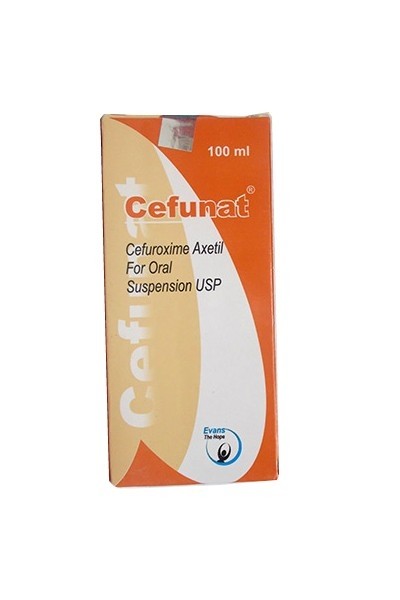 100 ml
Cefunat®
Cefuroxime Axetil
For Oral
Suspension USP
Cefunat
Evans
The Hope